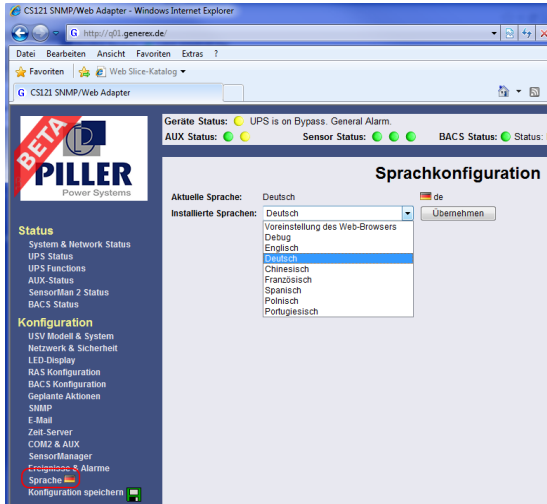 CS121 SNMP/Web Adapter - Windows Internet Explorer
G http://q01.generex.de/
Datei Bearbeiten Ansicht Favoriten Extras ?
Favoriten Web Slice-Katalog
G CS121 SNMP/Web Adapter
BETA
PILLER
Power Systems
Geräte Status: UPS is on Bypass. General Alarm.
AUX Status: Sensor Status: BACS Status: Status:
Sprachkonfiguration
Aktuelle Sprache: Deutsch de
Installierte Sprachen: Deutsch Übernehmen
Voreinstellung des Web-Browsers
Debug
Englisch
Deutsch
Chinesisch
Französisch
Spanisch
Polnisch
Portugiesisch
Status
System & Network Status
UPS Status
UPS Functions
AUX-Status
SensorMan 2 Status
BACS Status
Konfiguration
USV Modell & System
Netzwerk & Sicherheit
LED-Display
RAS Konfiguration
BACS Konfiguration
Geplante Aktionen
SNMP
E-Mail
Zeit-Server
COM2 & AUX
SensorManager
Ereignisse & Alarme
Sprache
Konfiguration speichern